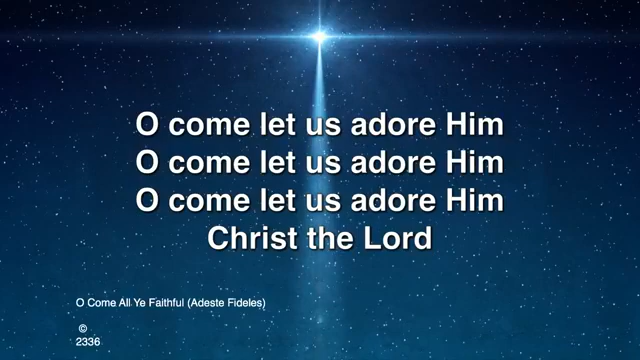 O come let us adore Him
O come let us adore Him
O come let us adore Him
Christ the Lord
O Come All Ye Faithful (Adeste Fideles)
©
2336